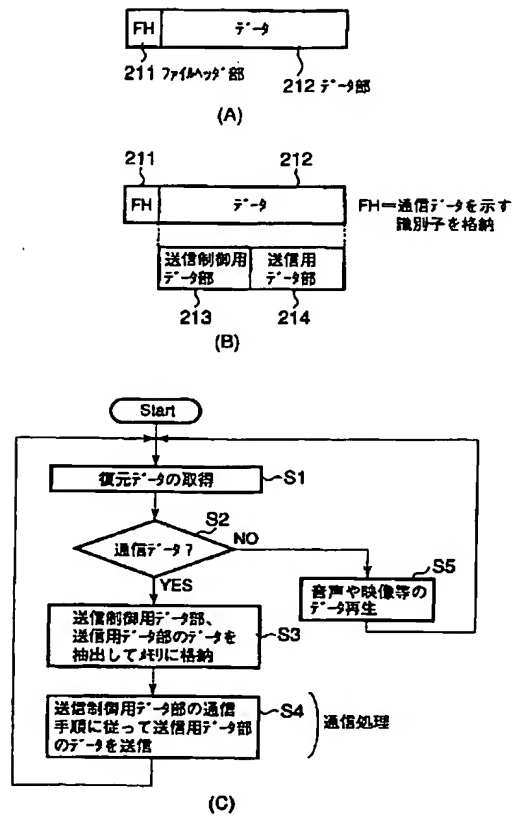 FH データ
211 ファイルヘッダ部
212 データ部
(A)
211
212
FH データ
FH=通信データを示す
識別子を格納
送信制御用
データ部
送信用
データ部
213
214
(B)
Start
復元データの取得
S1
通信データ?
S2
NO
YES
音声や映像等の
データ再生
S5
送信制御用データ部、
送信用データ部のデータを
抽出してメモリに格納
S3
送信制御用データ部の通信
手順に従って送信用データ部
のデータを送信
S4
通信処理
(C)